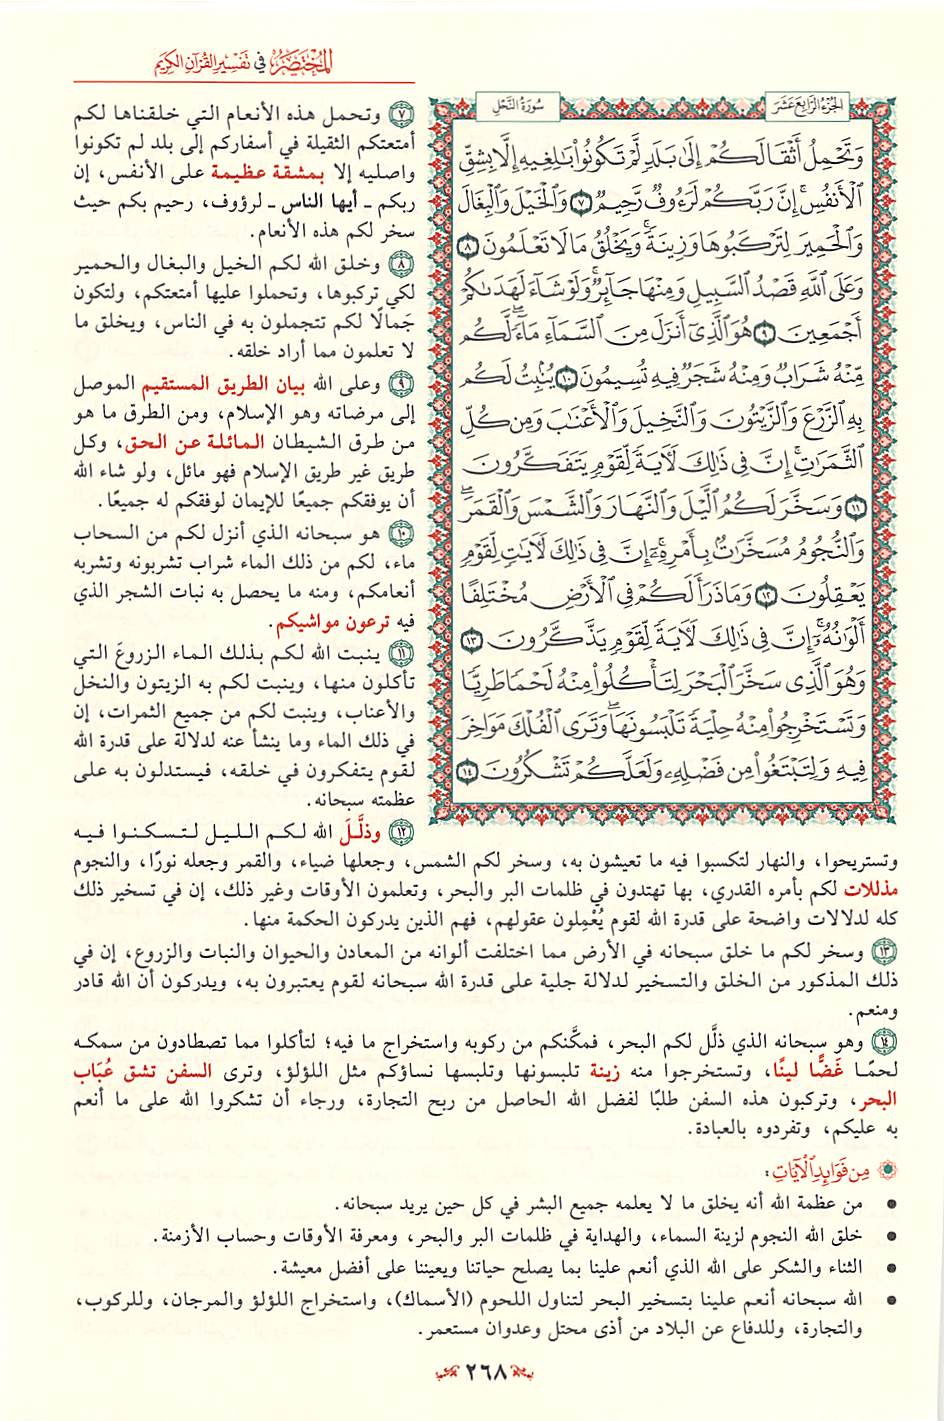 المختصر في تفسير القرآن الكريم
الجزء الرابع عشر
سورة النحل
وَتَحْمِلُ أَثْقَالَكُمْ إِلَىٰ بَلَدٍ لَّمْ تَكُونُوا۟ بَـٰلِغِيهِ إِلَّا بِشِقِّ
ٱلْأَنفُسِ ۚ إِنَّ رَبَّكُمْ لَرَءُوفٌ رَّحِيمٌ ٧ وَٱلْخَيْلَ وَٱلْبِغَالَ
وَٱلْحَمِيرَ لِتَرْكَبُوهَا وَزِينَةً ۚ وَيَخْلُقُ مَا لَا تَعْلَمُونَ ٨
وَعَلَى ٱللَّهِ قَصْدُ ٱلسَّبِيلِ وَمِنْهَا جَآئِرٌ ۚ وَلَوْ شَآءَ لَهَدَىٰكُمْ
أَجْمَعِينَ ٩ هُوَ ٱلَّذِىٓ أَنزَلَ مِنَ ٱلسَّمَآءِ مَآءً ۖ لَّكُم
مِّنْهُ شَرَابٌ وَمِنْهُ شَجَرٌ فِيهِ تُسِيمُونَ ١٠ يُنۢبِتُ لَكُم
بِهِ ٱلزَّرْعَ وَٱلزَّيْتُونَ وَٱلنَّخِيلَ وَٱلْأَعْنَـٰبَ وَمِن كُلِّ
ٱلثَّمَرَٰتِ ۗ إِنَّ فِى ذَٰلِكَ لَـَٔايَةً لِّقَوْمٍ يَتَفَكَّرُونَ
١١ وَسَخَّرَ لَكُمُ ٱلَّيْلَ وَٱلنَّهَارَ وَٱلشَّمْسَ وَٱلْقَمَرَ ۖ
وَٱلنُّجُومُ مُسَخَّرَٰتٌۢ بِأَمْرِهِۦٓ ۗ إِنَّ فِى ذَٰلِكَ لَـَٔايَـٰتٍ لِّقَوْمٍ
يَعْقِلُونَ ١٢ وَمَا ذَرَأَ لَكُمْ فِى ٱلْأَرْضِ مُخْتَلِفًا
أَلْوَٰنُهُۥٓ ۗ إِنَّ فِى ذَٰلِكَ لَـَٔايَةً لِّقَوْمٍ يَذَّكَّرُونَ ١٣
وَهُوَ ٱلَّذِى سَخَّرَ ٱلْبَحْرَ لِتَأْكُلُوا۟ مِنْهُ لَحْمًا طَرِيًّا
وَتَسْتَخْرِجُوا۟ مِنْهُ حِلْيَةً تَلْبَسُونَهَا ۖ وَتَرَى ٱلْفُلْكَ مَوَاخِرَ
فِيهِ وَلِتَبْتَغُوا۟ مِن فَضْلِهِۦ وَلَعَلَّكُمْ تَشْكُرُونَ ١٤
٧ وتحمل هذه الأنعام التي خلقناها لكم
أمتعتكم الثقيلة في أسفاركم إلى بلد لم تكونوا
واصليه إلا بمشقة عظيمة على الأنفس، إن
ربكم ـ أيها الناس ـ لرؤوف، رحيم بكم حيث
سخر لكم هذه الأنعام.
٨ وخلق الله لكم الخيل والبغال والحمير
لكي تركبوها، وتحملوا عليها أمتعتكم، ولتكون
جَمالًا لكم تتجملون به في الناس، ويخلق ما
لا تعلمون مما أراد خلقه.
٩ وعلى الله بيان الطريق المستقيم الموصل
إلى مرضاته وهو الإسلام، ومن الطرق ما هو
من طرق الشيطان المائلة عن الحق، وكل
طريق غير طريق الإسلام فهو مائل، ولو شاء الله
أن يوفقكم جميعًا للإيمان لوفقكم له جميعًا.
١٠ هو سبحانه الذي أنزل لكم من السحاب
ماء، لكم من ذلك الماء شراب تشربونه وتشربه
أنعامكم، ومنه ما يحصل به نبات الشجر الذي
فيه ترعون مواشيكم.
١١ ينبت الله لكم بذلك الماء الزروعَ التي
تأكلون منها، وينبت لكم به الزيتون والنخل
والأعناب، وينبت لكم من جميع الثمرات، إن
في ذلك الماء وما ينشأ عنه لدلالة على قدرة الله
لقوم يتفكرون في خلقه، فيستدلون به على
عظمته سبحانه.
١٢ وذلَّلَ الله لكم الليل لتسكنوا فيه
وتستريحوا، والنهار لتكسبوا فيه ما تعيشون به، وسخر لكم الشمس، وجعلها ضياء، والقمر وجعله نورًا، والنجوم
مذللات لكم بأمره القدري، بها تهتدون في ظلمات البر والبحر، وتعلمون الأوقات وغير ذلك، إن في تسخير ذلك
كله لدلالات واضحة على قدرة الله لقوم يُعْمِلون عقولهم، فهم الذين يدركون الحكمة منها.
١٣ وسخر لكم ما خلق سبحانه في الأرض مما اختلفت ألوانه من المعادن والحيوان والنبات والزروع، إن في
ذلك المذكور من الخلق والتسخير لدلالة جلية على قدرة الله سبحانه لقوم يعتبرون به، ويدركون أن الله قادر
ومنعم.
١٤ وهو سبحانه الذي ذلَّل لكم البحر، فمكَّنكم من ركوبه واستخراج ما فيه؛ لتأكلوا مما تصطادون من سمكه
لحمًا غَضًّا لينًا، وتستخرجوا منه زينة تلبسونها وتلبسها نساؤكم مثل اللؤلؤ، وترى السفن تشق عُبَاب
البحر، وتركبون هذه السفن طلبًا لفضل الله الحاصل من ربح التجارة، ورجاء أن تشكروا الله على ما أنعم
به عليكم، وتفردوه بالعبادة.
من فوائد الآيات:
• من عظمة الله أنه يخلق ما لا يعلمه جميع البشر في كل حين يريد سبحانه.
• خلق الله النجوم لزينة السماء، والهداية في ظلمات البر والبحر، ومعرفة الأوقات وحساب الأزمنة.
• الثناء والشكر على الله الذي أنعم علينا بما يصلح حياتنا ويعيننا على أفضل معيشة.
• الله سبحانه أنعم علينا بتسخير البحر لتناول اللحوم (الأسماك)، واستخراج اللؤلؤ والمرجان، وللركوب،
والتجارة، وللدفاع عن البلاد من أذى محتل وعدوان مستعمر.
٢٦٨